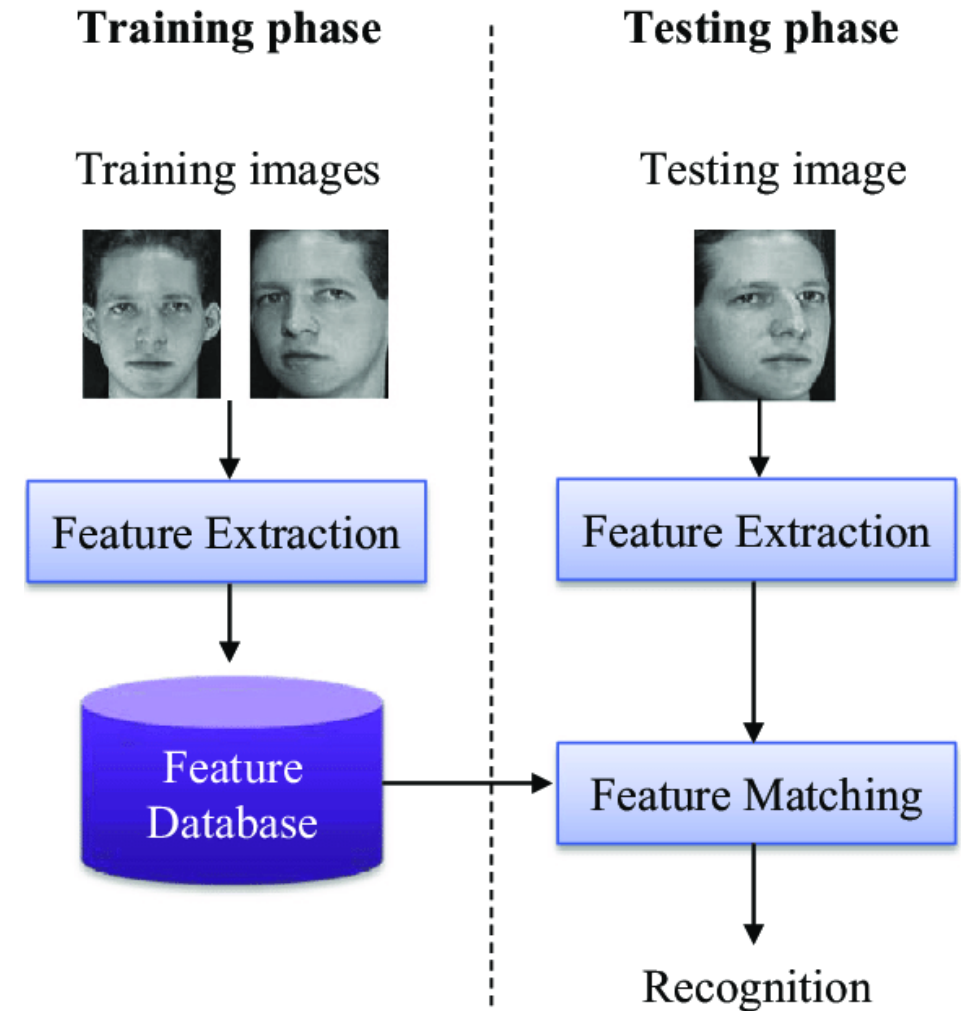 Training phase
Testing phase
Training images
Testing image
Feature Extraction
Feature Extraction
Feature
Database
Feature Matching
Recognition